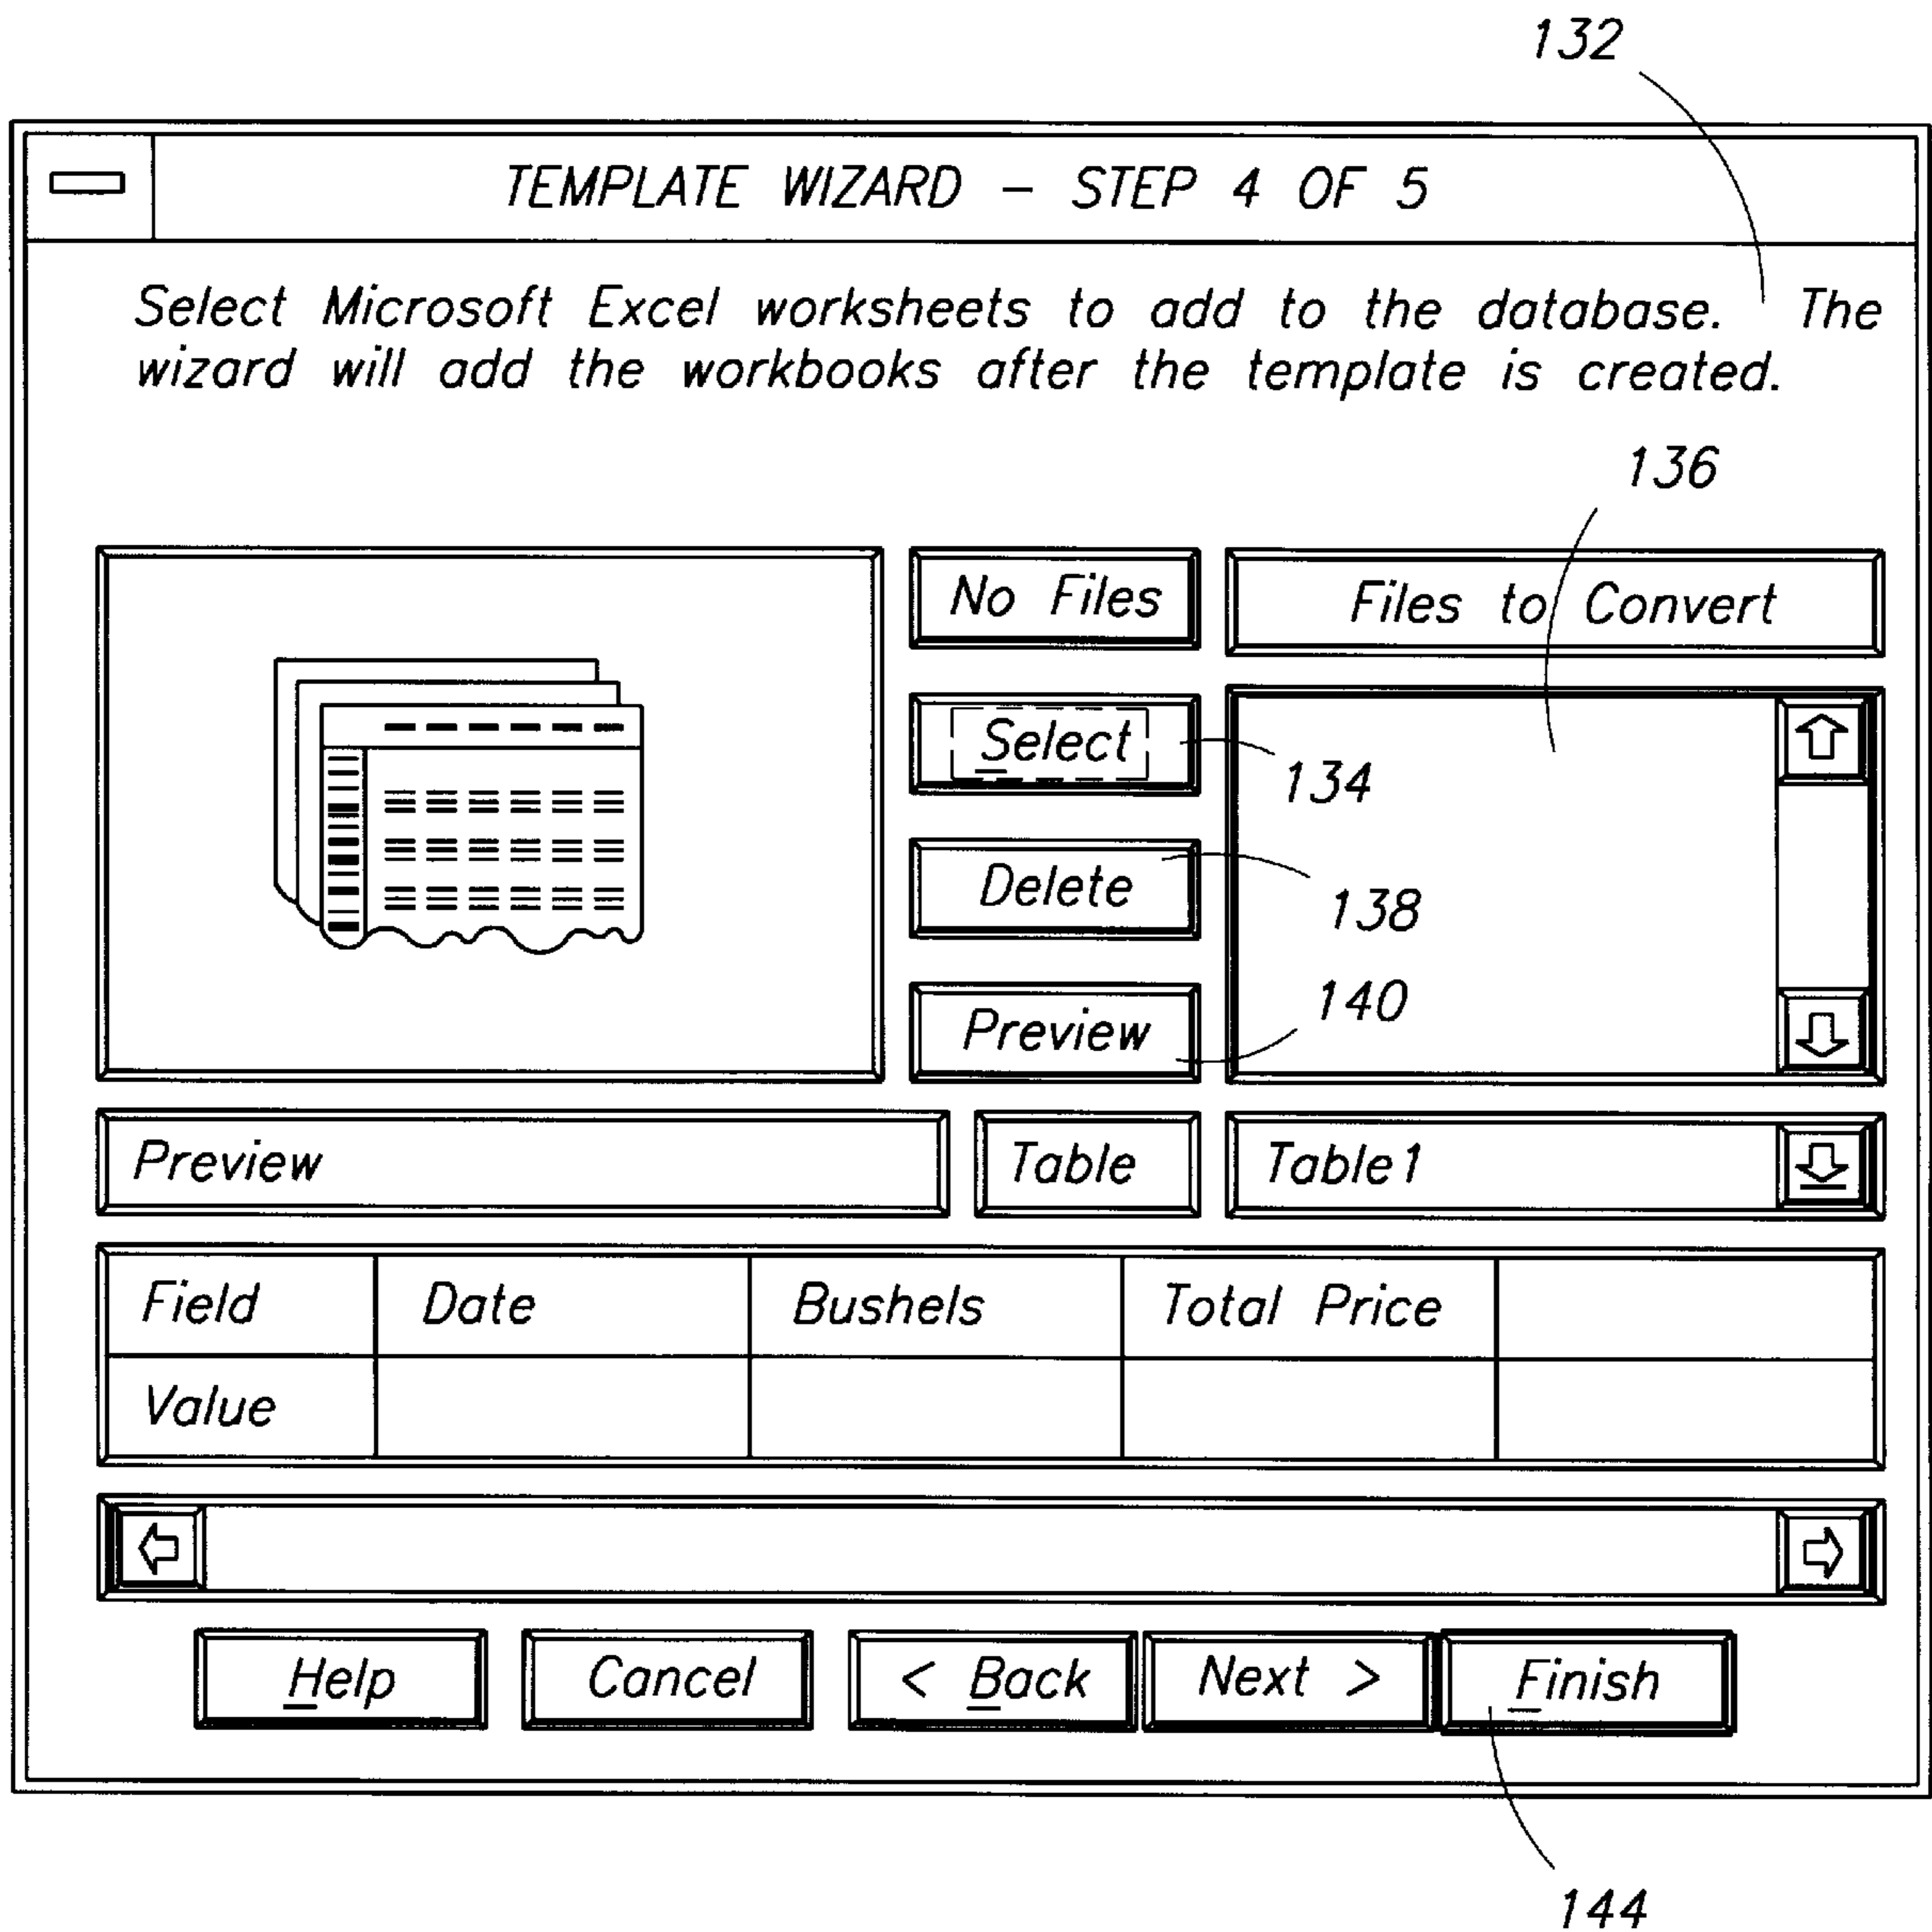 132
TEMPLATE WIZARD – STEP 4 OF 5
Select Microsoft Excel worksheets to add to the database. The
wizard will add the workbooks after the template is created.
136
No Files
Files to Convert
Select
134
Delete
138
Preview
140
Preview
Table
Table1
Field Date Bushels Total Price
Value
Help
Cancel
< Back
Next >
Finish
144